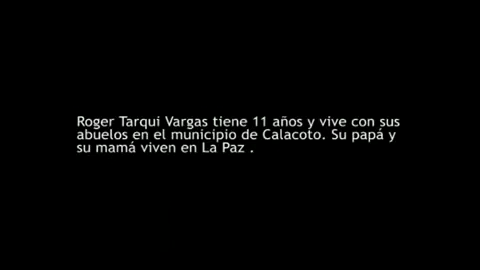 Roger Tarqui Vargas tiene 11 años y vive con sus
abuelos en el municipio de Calacoto. Su papá y
su mamá viven en La Paz .